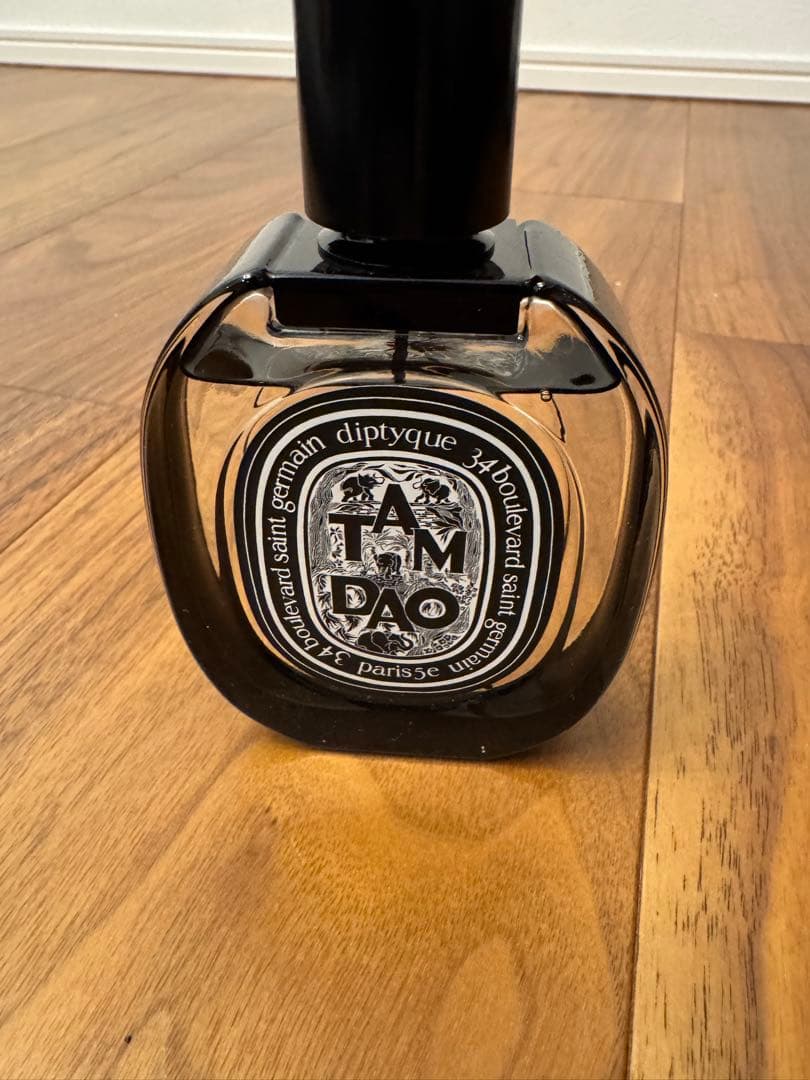 diptyque 34 boulevard saint germain paris 5e 34 boulevard saint germain
TAM
DAO